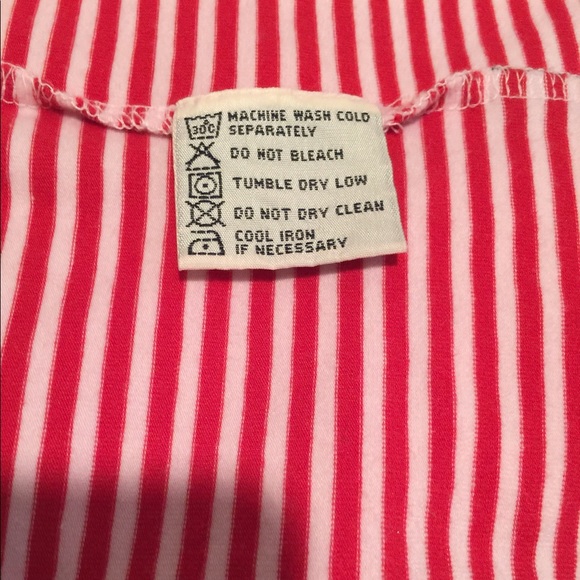 30°C MACHINE WASH COLD
SEPARATELY
DO NOT BLEACH
TUMBLE DRY LOW
DO NOT DRY CLEAN
COOL IRON
IF NECESSARY